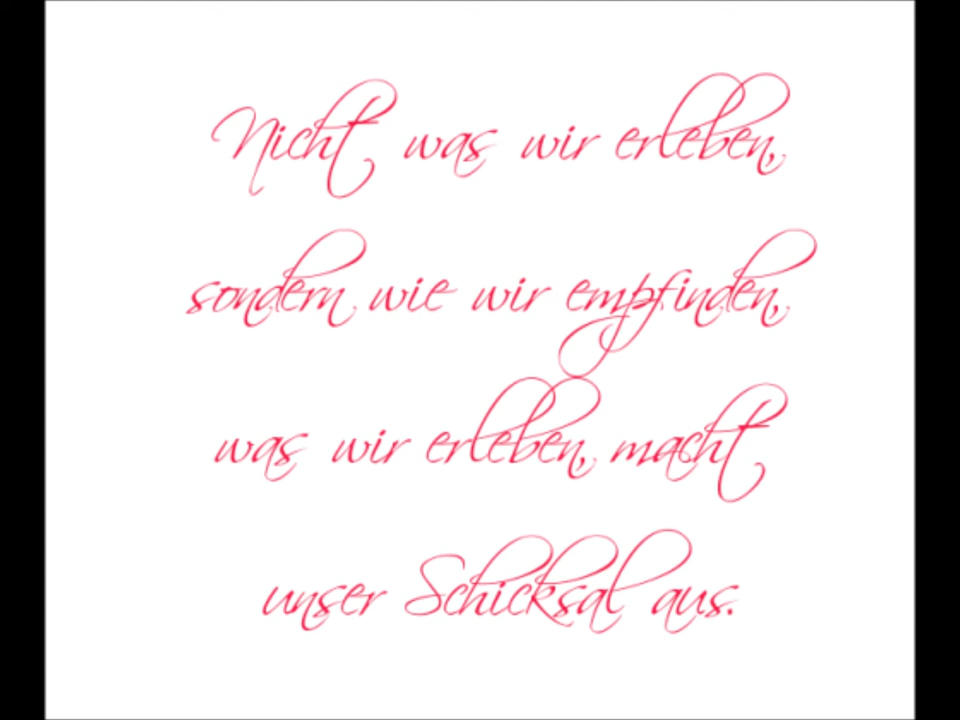 Nicht was wir erleben,
sondern wie wir empfinden,
was wir erleben, macht
unser Schicksal aus.